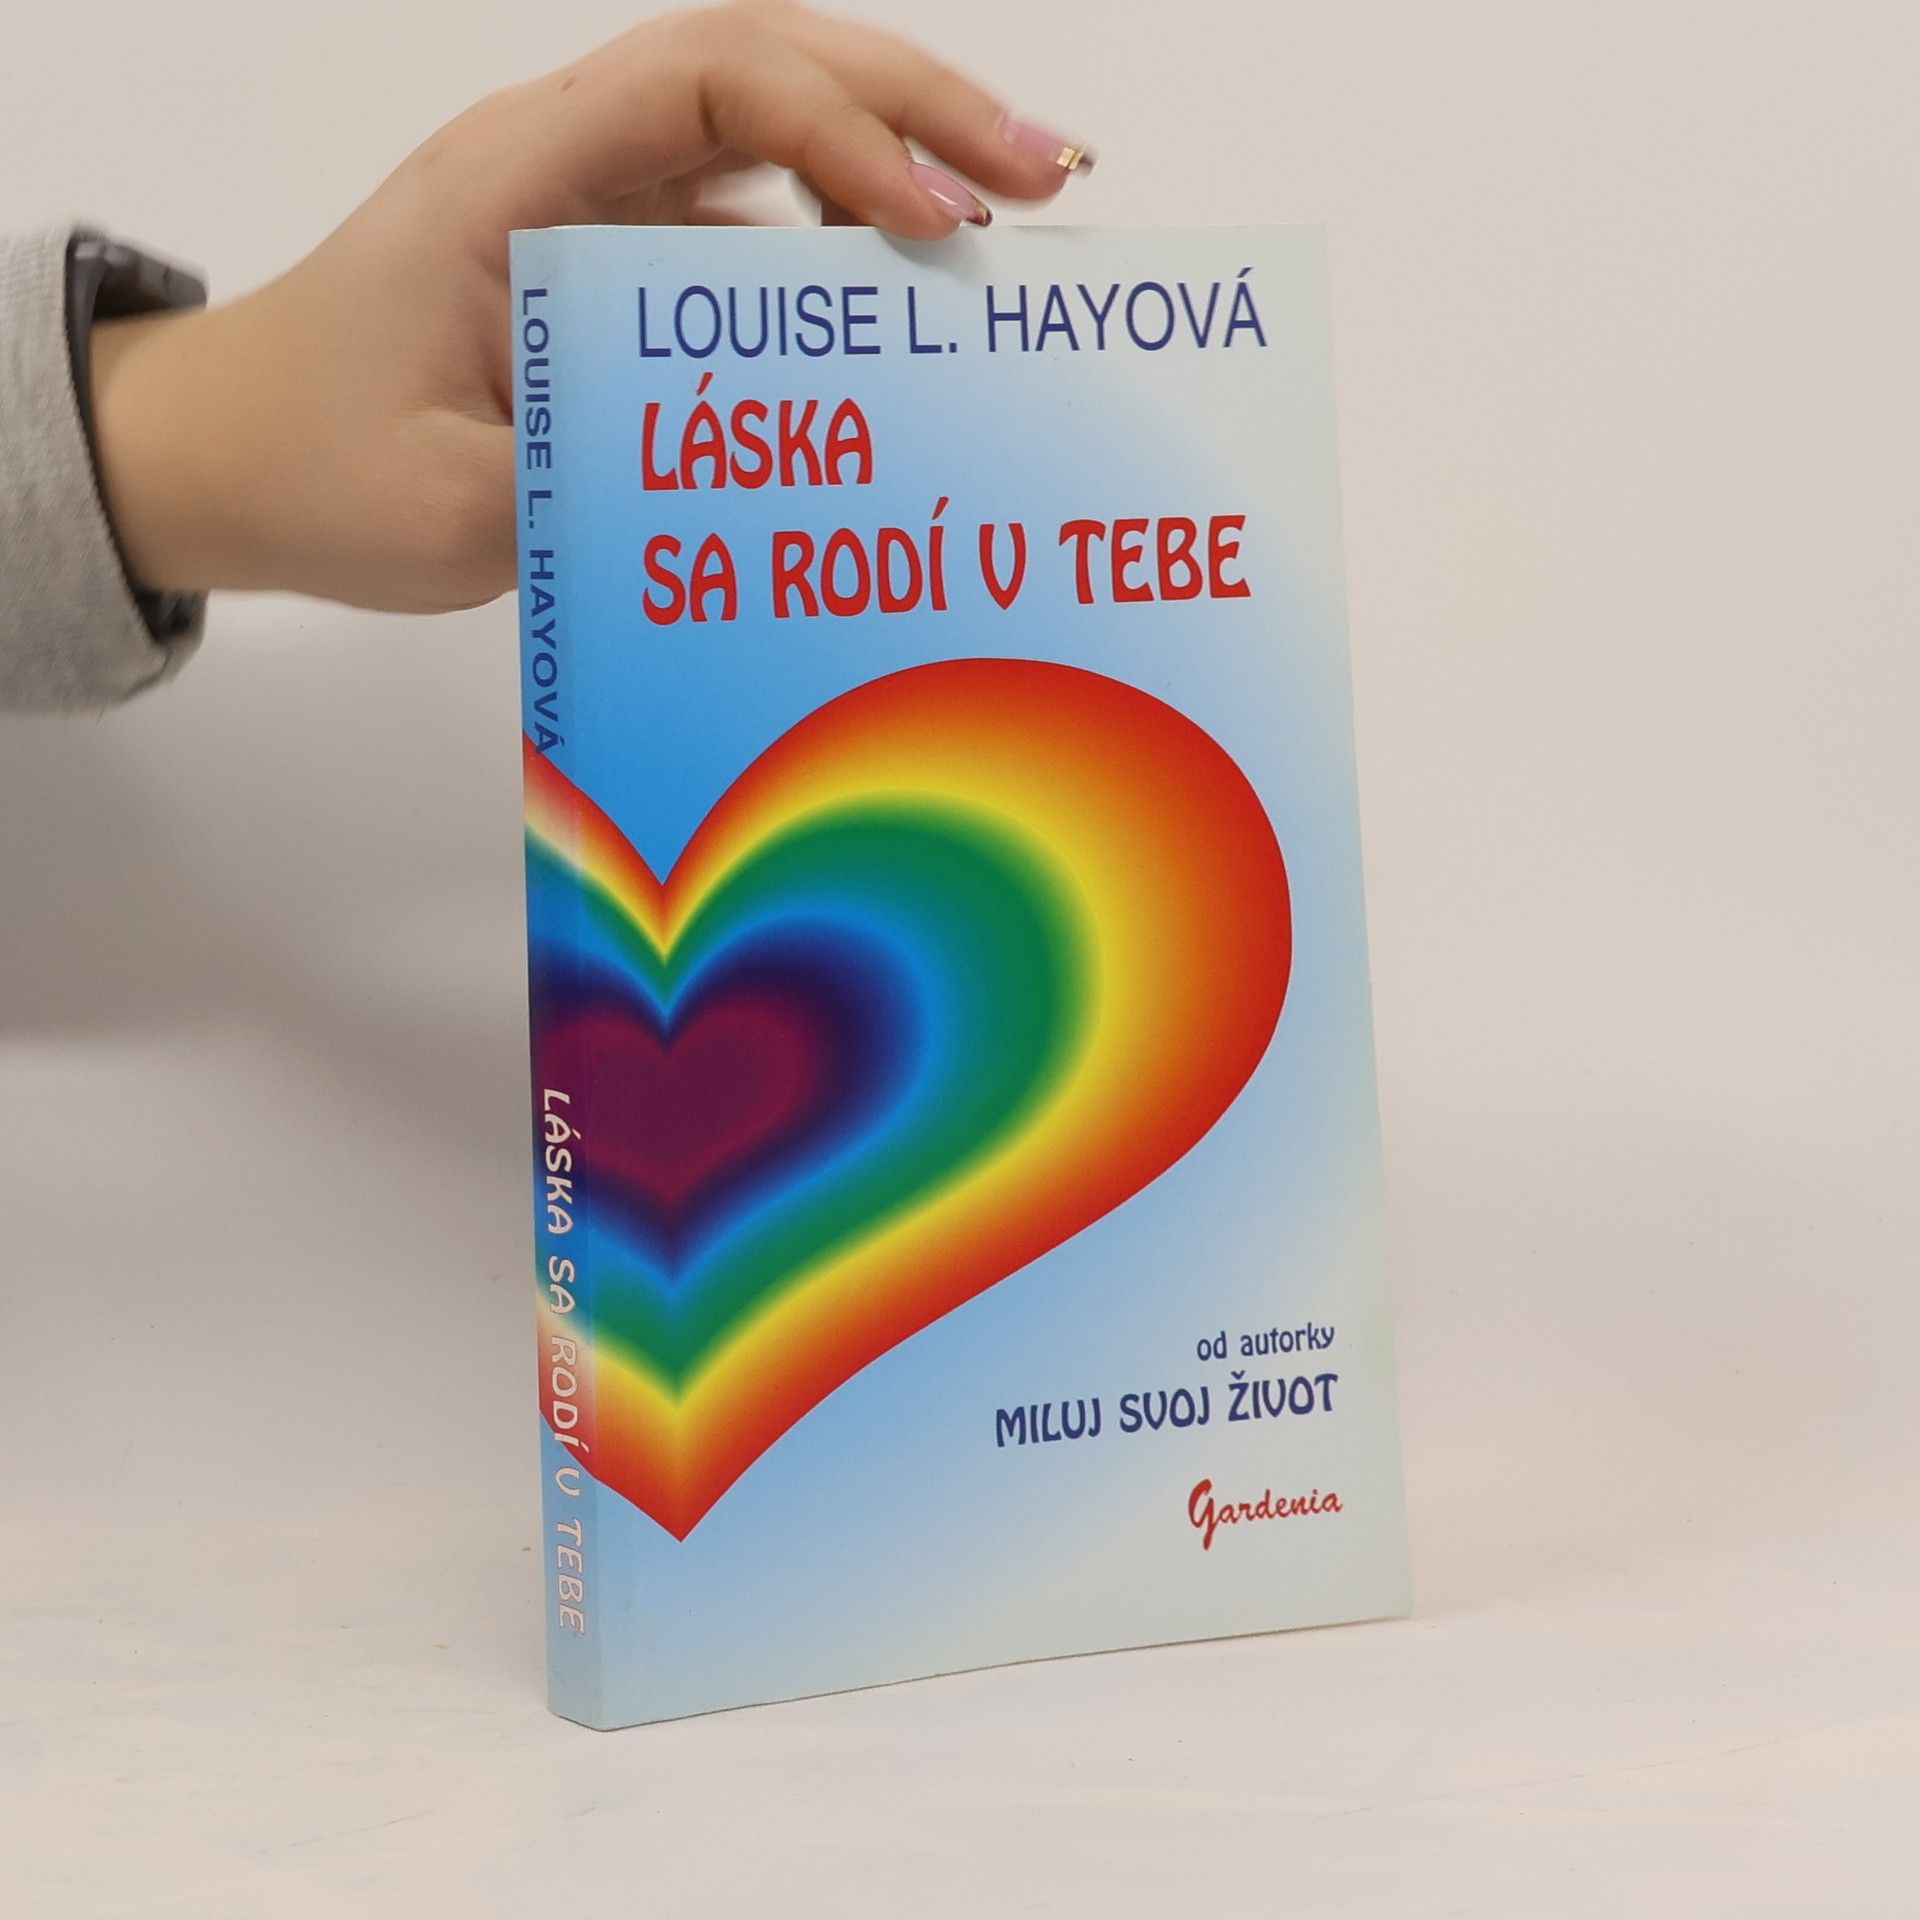 LOUISE L. HAYOVÁ
LÁSKA
SA RODÍ V TEBE
od autorky
MILUJ SVOJ ŽIVOT
Gardenia
LOUISE L. HAYOVÁ
LÁSKA SA RODÍ V TEBE